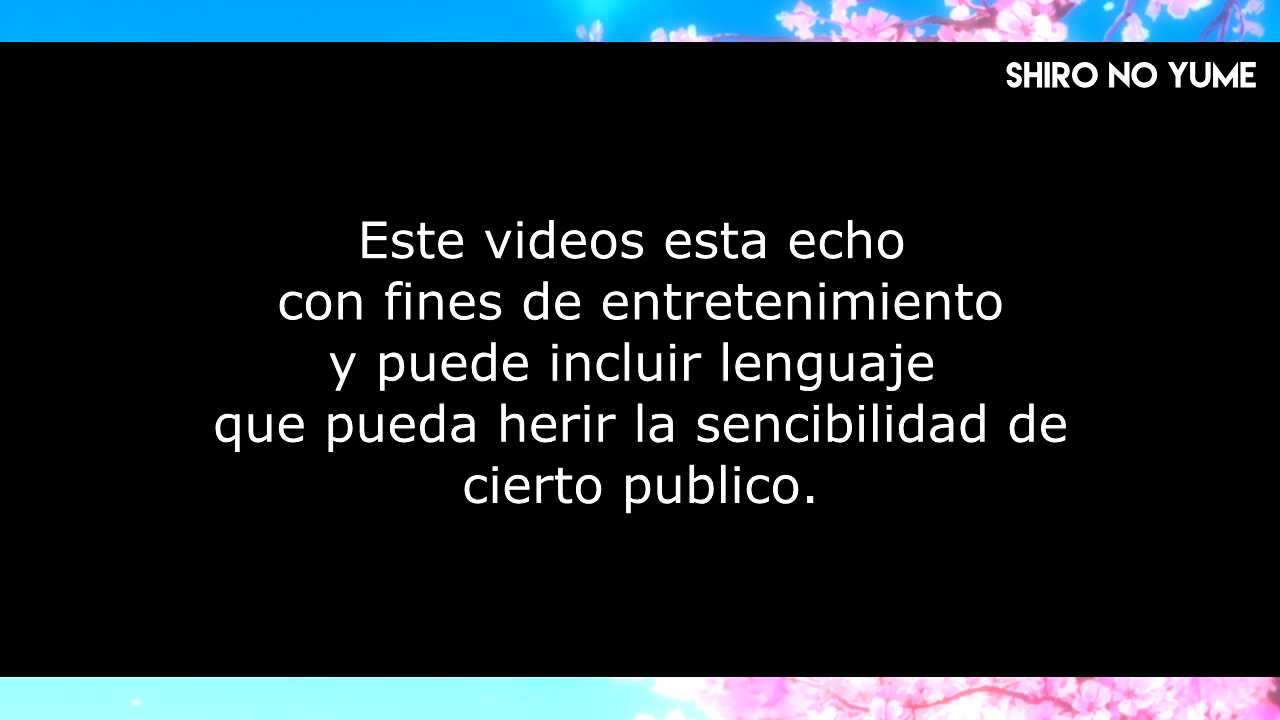 SHIRO NO YUME
Este videos esta echo
con fines de entretenimiento
y puede incluir lenguaje
que pueda herir la sencibilidad de
cierto publico.